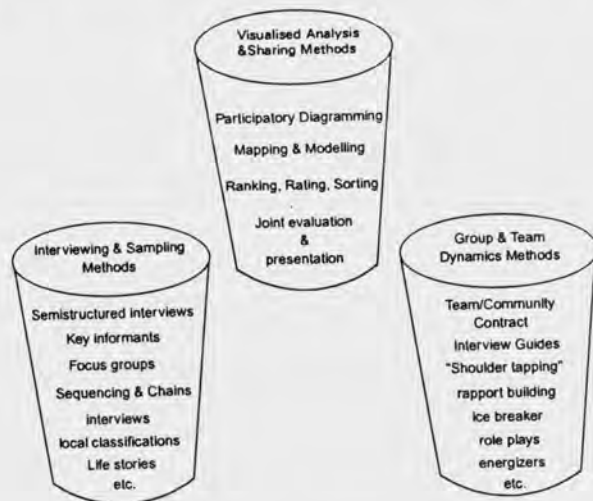 Visualised Analysis
&Sharing Methods
Participatory Diagramming
Mapping & Modelling
Ranking, Rating, Sorting
Joint evaluation
&
presentation
Interviewing & Sampling
Methods
Semistructured interviews
Key informants
Focus groups
Sequencing & Chains
interviews
local classifications
Life stories
etc.
Group & Team
Dynamics Methods
Team/Community
Contract
Interview Guides
"Shoulder tapping"
rapport building
ice breaker
role plays
energizers
etc.